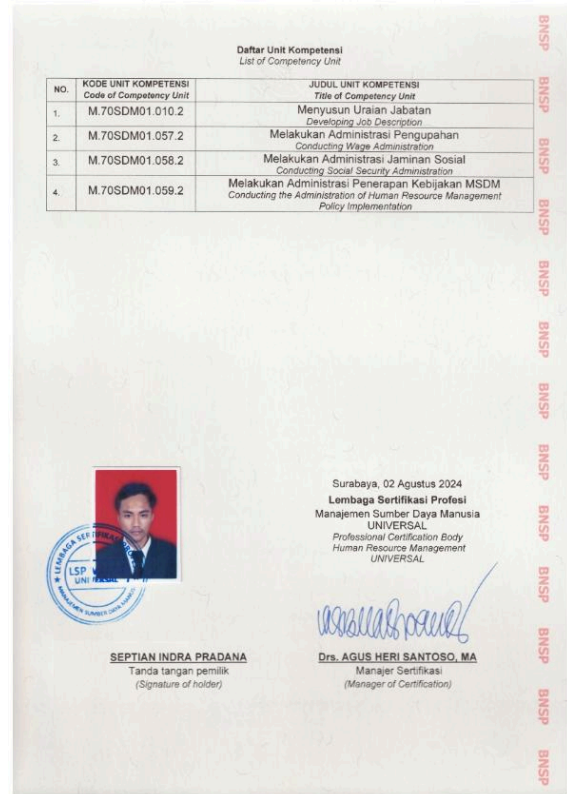 Daftar Unit Kompetensi
List of Competency Unit
NO.
KODE UNIT KOMPETENSI
Code of Competency Unit
JUDUL UNIT KOMPETENSI
Title of Competency Unit
1.
M.70SDM01.010.2
Menyusun Uraian Jabatan
Developing Job Description
2.
M.70SDM01.057.2
Melakukan Administrasi Pengupahan
Conducting Wage Administration
3.
M.70SDM01.058.2
Melakukan Administrasi Jaminan Sosial
Conducting Social Security Administration
4.
M.70SDM01.059.2
Melakukan Administrasi Penerapan Kebijakan MSDM
Conducting the Administration of Human Resource Management
Policy Implementation
Surabaya, 02 Agustus 2024
Lembaga Sertifikasi Profesi
Manajemen Sumber Daya Manusia
UNIVERSAL
Professional Certification Body
Human Resource Management
UNIVERSAL
LEMBAGA
LSP
MANAJEMEN SUMBER DAYA
SEPTIAN INDRA PRADANA
Tanda tangan pemilik
(Signature of holder)
Drs. AGUS HERI SANTOSO, MA
Manajer Sertifikasi
(Manager of Certification)
BNSP
BNSP
BNSP
BNSP
BNSP
BNSP
BNSP
BNSP
BNSP
BNSP
BNSP
BNSP
BNSP